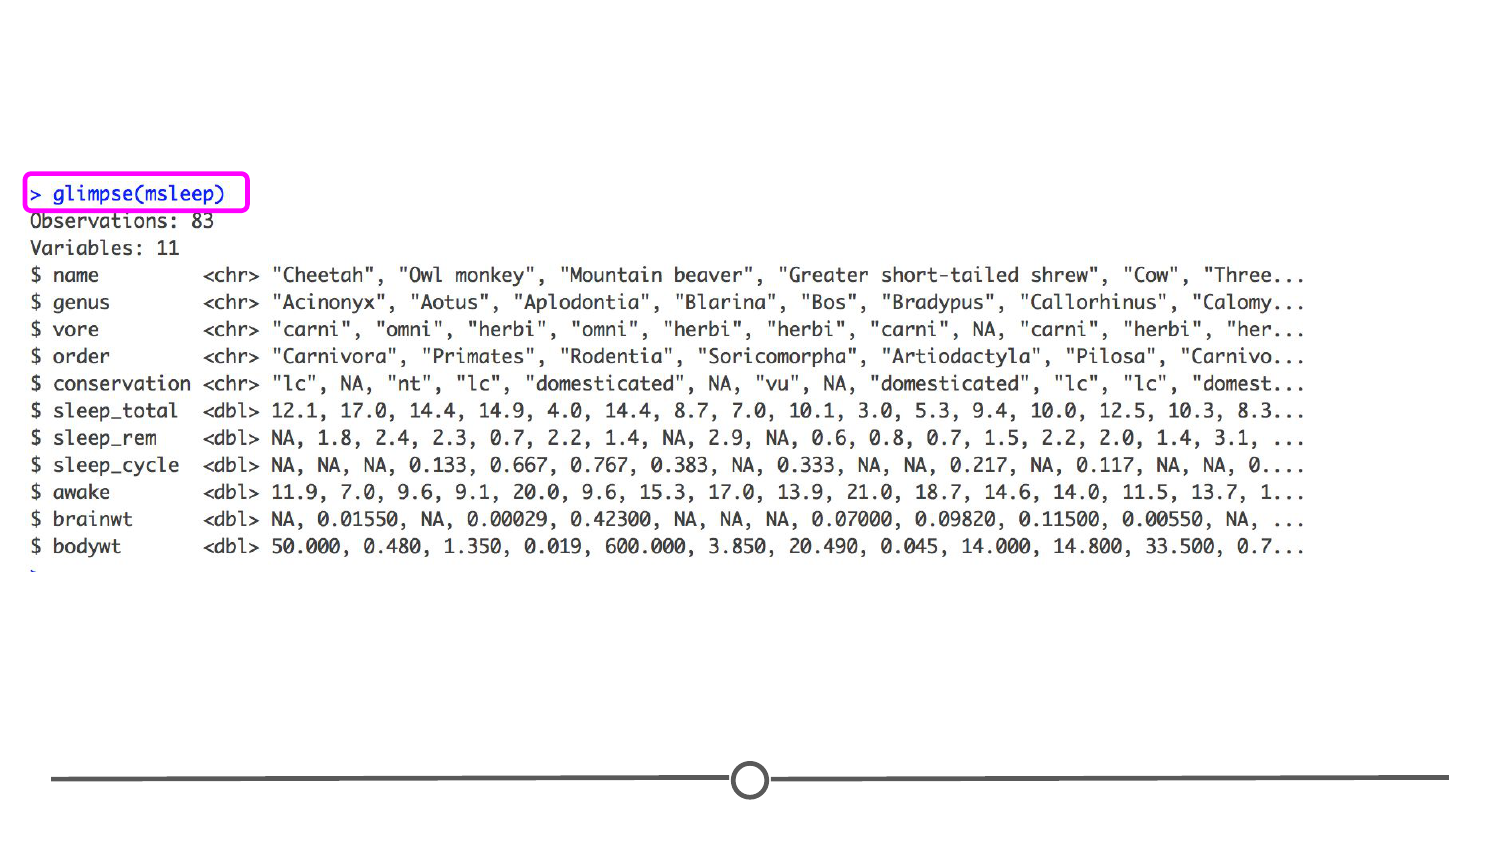 > glimpse(msleep)
Observations: 83
Variables: 11
$ name         <chr> "Cheetah", "Owl monkey", "Mountain beaver", "Greater short-tailed shrew", "Cow", "Three...
$ genus        <chr> "Acinonyx", "Aotus", "Aplodontia", "Blarina", "Bos", "Bradypus", "Callorhinus", "Calomy...
$ vore         <chr> "carni", "omni", "herbi", "omni", "herbi", "herbi", "carni", NA, "carni", "herbi", "her...
$ order        <chr> "Carnivora", "Primates", "Rodentia", "Soricomorpha", "Artiodactyla", "Pilosa", "Carnivo...
$ conservation <chr> "lc", NA, "nt", "lc", "domesticated", NA, "vu", NA, "domesticated", "lc", "lc", "domest...
$ sleep_total  <dbl> 12.1, 17.0, 14.4, 14.9, 4.0, 14.4, 8.7, 7.0, 10.1, 3.0, 5.3, 9.4, 10.0, 12.5, 10.3, 8.3...
$ sleep_rem    <dbl> NA, 1.8, 2.4, 2.3, 0.7, 2.2, 1.4, NA, 2.9, NA, 0.6, 0.8, 0.7, 1.5, 2.2, 2.0, 1.4, 3.1, ...
$ sleep_cycle  <dbl> NA, NA, NA, 0.133, 0.667, 0.767, 0.383, NA, 0.333, NA, NA, 0.217, NA, 0.117, NA, NA, 0....
$ awake        <dbl> 11.9, 7.0, 9.6, 9.1, 20.0, 9.6, 15.3, 17.0, 13.9, 21.0, 18.7, 14.6, 14.0, 11.5, 13.7, 1...
$ brainwt      <dbl> NA, 0.01550, NA, 0.00029, 0.42300, NA, NA, NA, 0.07000, 0.09820, 0.11500, 0.00550, NA, ...
$ bodywt       <dbl> 50.000, 0.480, 1.350, 0.019, 600.000, 3.850, 20.490, 0.045, 14.000, 14.800, 33.500, 0.7...